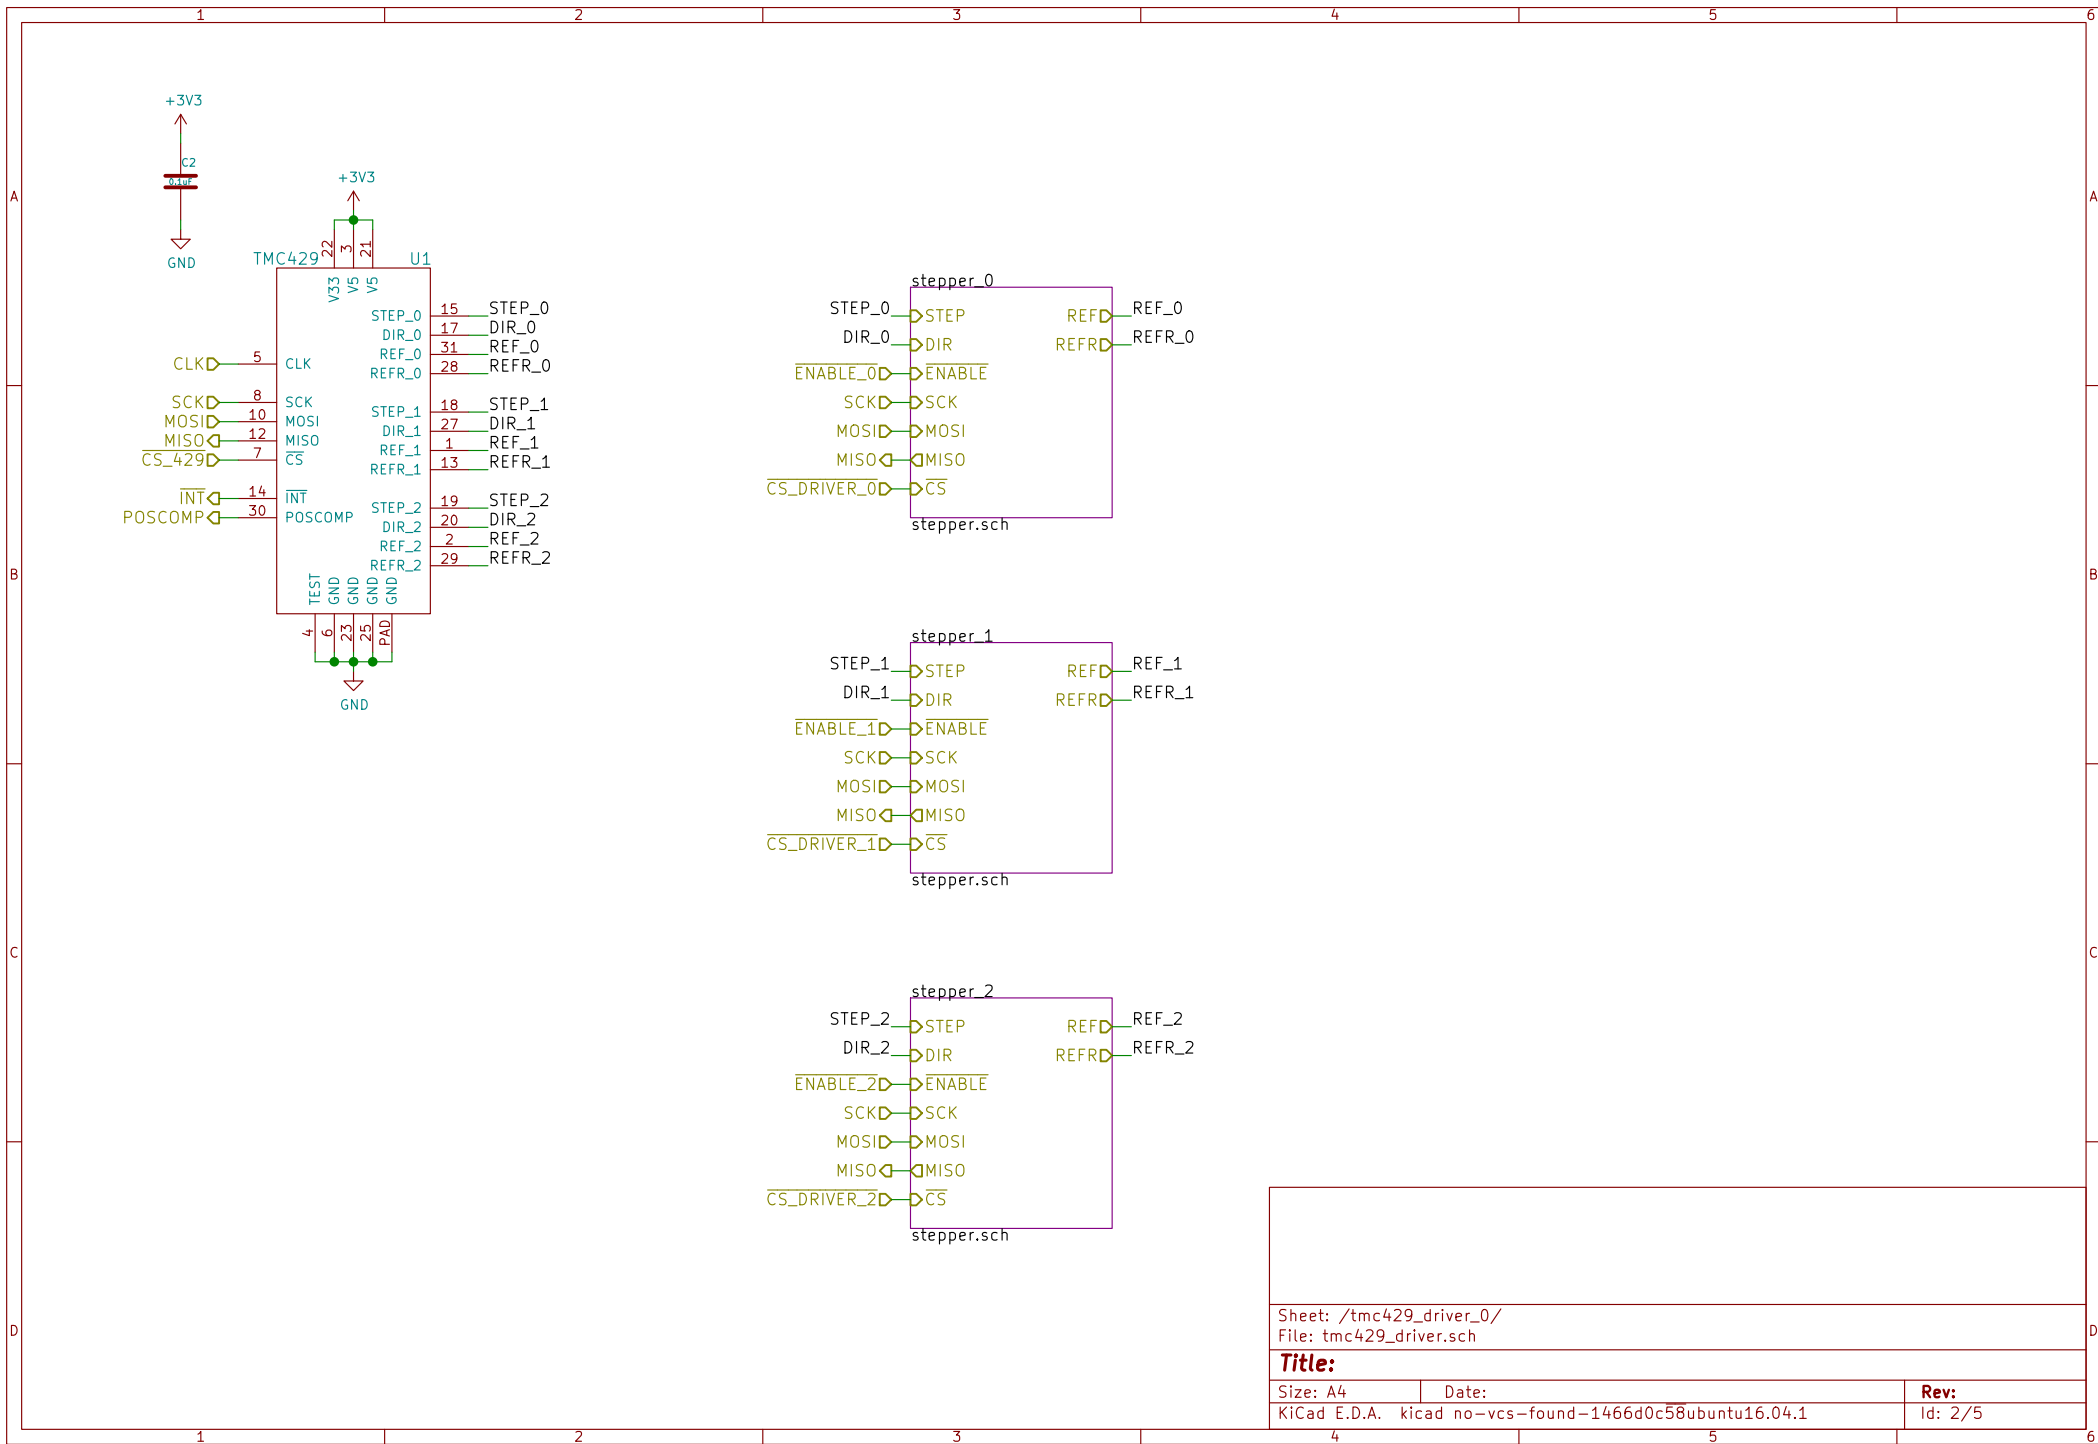 1 2 3 4 5 6
A
B
C
D
A
B
C
D
+3V3
C2
0.1uF
GND
+3V3
22 3 21
TMC429 U1
V33 V5 V5
STEP_0 15 STEP_0
DIR_0 17 DIR_0
REF_0 31 REF_0
REFR_0 28 REFR_0
STEP_1 18 STEP_1
DIR_1 27 DIR_1
REF_1 1 REF_1
REFR_1 13 REFR_1
STEP_2 19 STEP_2
DIR_2 20 DIR_2
REF_2 2 REF_2
REFR_2 29 REFR_2
CLK 5 CLK
SCK 8 SCK
MOSI 10 MOSI
MISO 12 MISO
CS_429 7 CS
INT 14 INT
POSCOMP 30 POSCOMP
TEST GND GND GND GND
4 6 23 25 PAD
GND
stepper_0
STEP_0 STEP REF REF_0
DIR_0 DIR REFR REFR_0
ENABLE_0 ENABLE
SCK SCK
MOSI MOSI
MISO MISO
CS_DRIVER_0 CS
stepper.sch
stepper_1
STEP_1 STEP REF REF_1
DIR_1 DIR REFR REFR_1
ENABLE_1 ENABLE
SCK SCK
MOSI MOSI
MISO MISO
CS_DRIVER_1 CS
stepper.sch
stepper_2
STEP_2 STEP REF REF_2
DIR_2 DIR REFR REFR_2
ENABLE_2 ENABLE
SCK SCK
MOSI MOSI
MISO MISO
CS_DRIVER_2 CS
stepper.sch
Sheet: /tmc429_driver_0/
File: tmc429_driver.sch
Title:
Size: A4 Date: Rev:
KiCad E.D.A. kicad no-vcs-found-1466d0c58ubuntu16.04.1 Id: 2/5
1 2 3 4 5 6